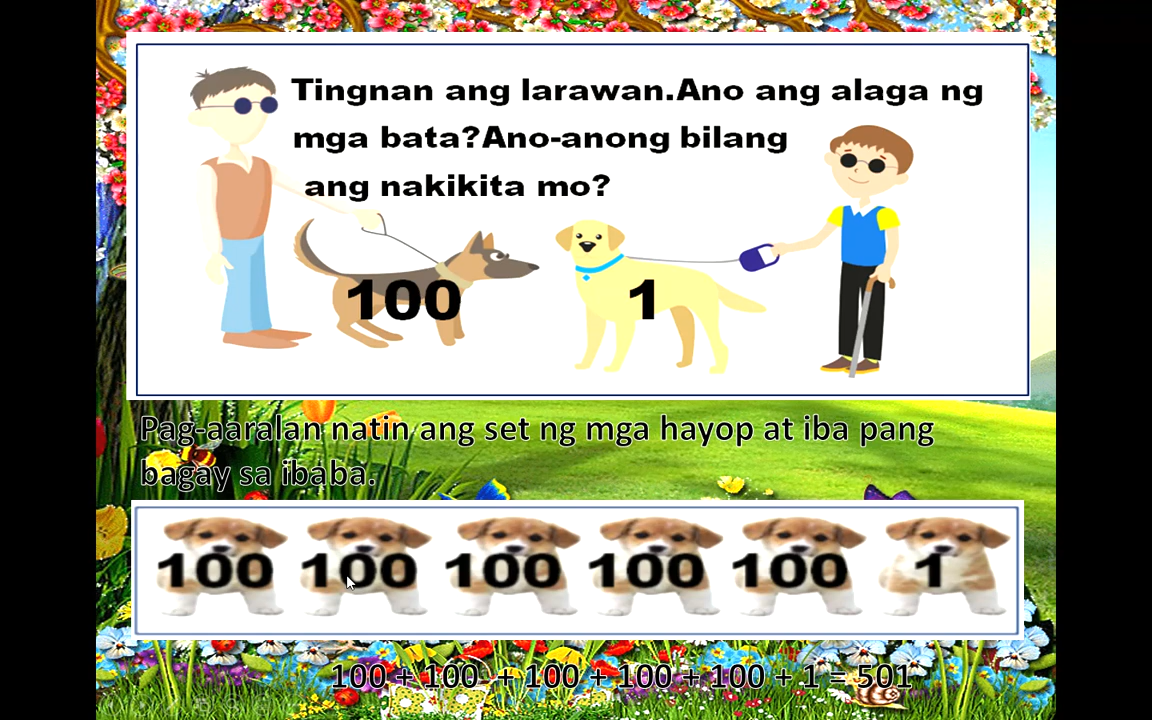 Tingnan ang larawan.Ano ang alaga ng
mga bata?Ano-anong bilang
ang nakikita mo?
100 1
Pag-aaralan natin ang set ng mga hayop at iba pang
bagay sa ibaba.
100 100 100 100 100 1
100 + 100 + 100 + 100 + 100 + 1 = 501